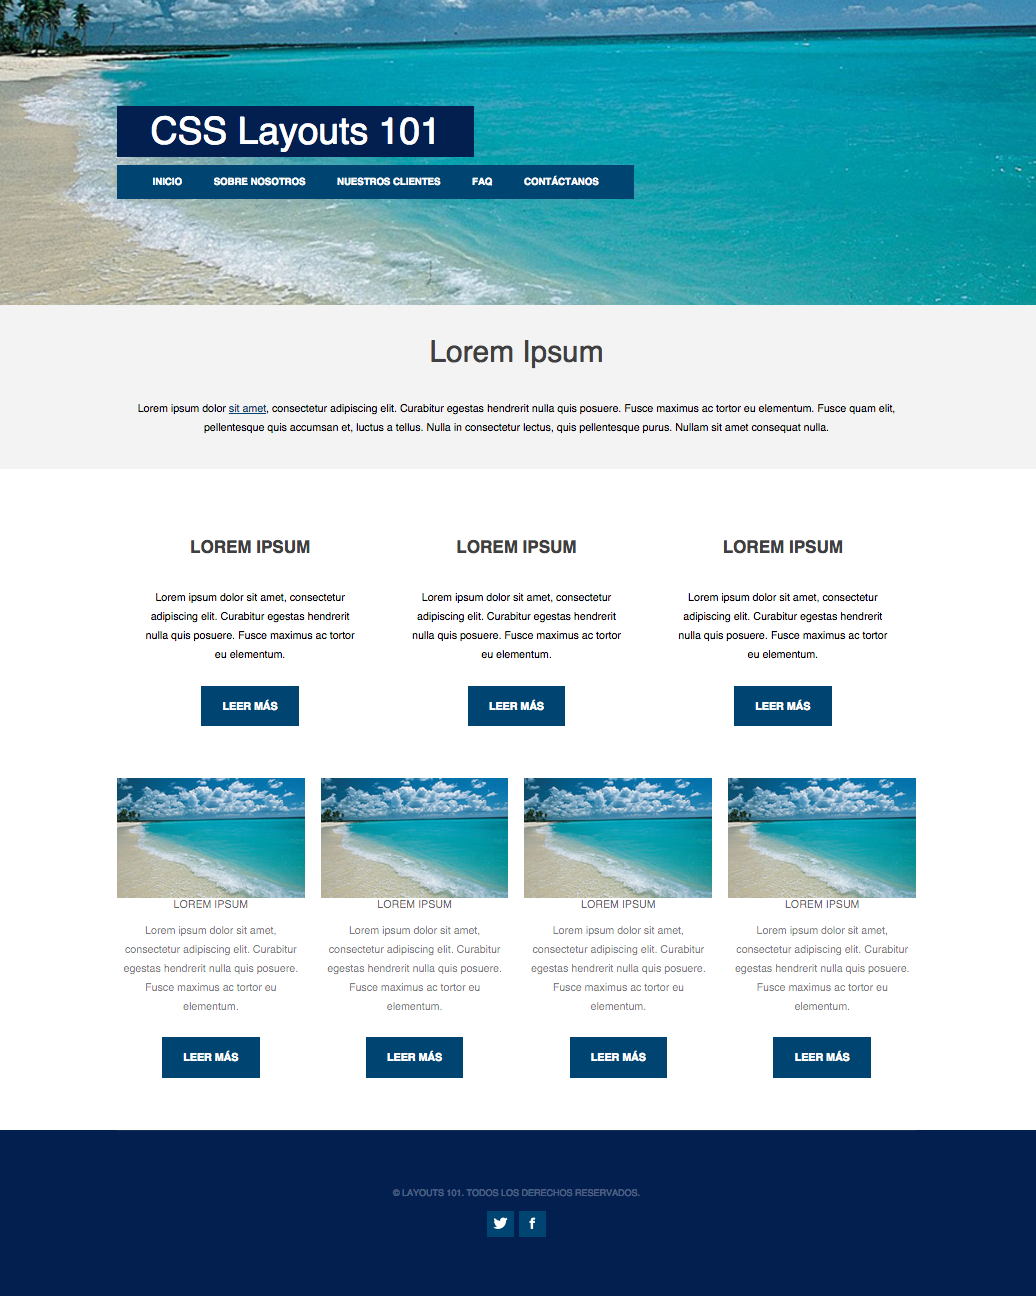 CSS Layouts 101
INICIO SOBRE NOSOTROS NUESTROS CLIENTES FAQ CONTÁCTANOS
Lorem Ipsum
Lorem ipsum dolor sit amet, consectetur adipiscing elit. Curabitur egestas hendrerit nulla quis posuere. Fusce maximus ac tortor eu elementum. Fusce quam elit,
pellentesque quis accumsan et, luctus a tellus. Nulla in consectetur lectus, quis pellentesque purus. Nullam sit amet consequat nulla.
LOREM IPSUM
Lorem ipsum dolor sit amet, consectetur
adipiscing elit. Curabitur egestas hendrerit
nulla quis posuere. Fusce maximus ac tortor
eu elementum.
LEER MÁS
LOREM IPSUM
Lorem ipsum dolor sit amet, consectetur
adipiscing elit. Curabitur egestas hendrerit
nulla quis posuere. Fusce maximus ac tortor
eu elementum.
LEER MÁS
LOREM IPSUM
Lorem ipsum dolor sit amet, consectetur
adipiscing elit. Curabitur egestas hendrerit
nulla quis posuere. Fusce maximus ac tortor
eu elementum.
LEER MÁS
LOREM IPSUM
Lorem ipsum dolor sit amet,
consectetur adipiscing elit. Curabitur
egestas hendrerit nulla quis posuere.
Fusce maximus ac tortor eu
elementum.
LEER MÁS
LOREM IPSUM
Lorem ipsum dolor sit amet,
consectetur adipiscing elit. Curabitur
egestas hendrerit nulla quis posuere.
Fusce maximus ac tortor eu
elementum.
LEER MÁS
LOREM IPSUM
Lorem ipsum dolor sit amet,
consectetur adipiscing elit. Curabitur
egestas hendrerit nulla quis posuere.
Fusce maximus ac tortor eu
elementum.
LEER MÁS
LOREM IPSUM
Lorem ipsum dolor sit amet,
consectetur adipiscing elit. Curabitur
egestas hendrerit nulla quis posuere.
Fusce maximus ac tortor eu
elementum.
LEER MÁS
© LAYOUTS 101. TODOS LOS DERECHOS RESERVADOS.